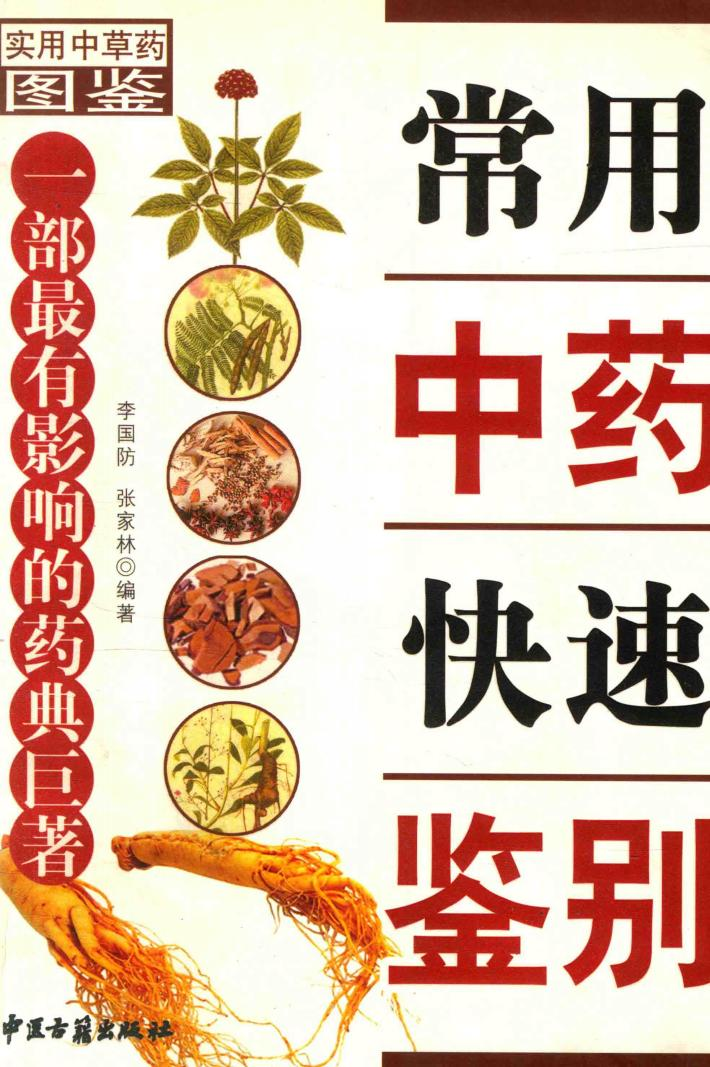 实用中草药
图鉴
一部最有影响的药典巨著
李国防 张家林◎编著
常用
中药
快速
鉴别
中医古籍出版社